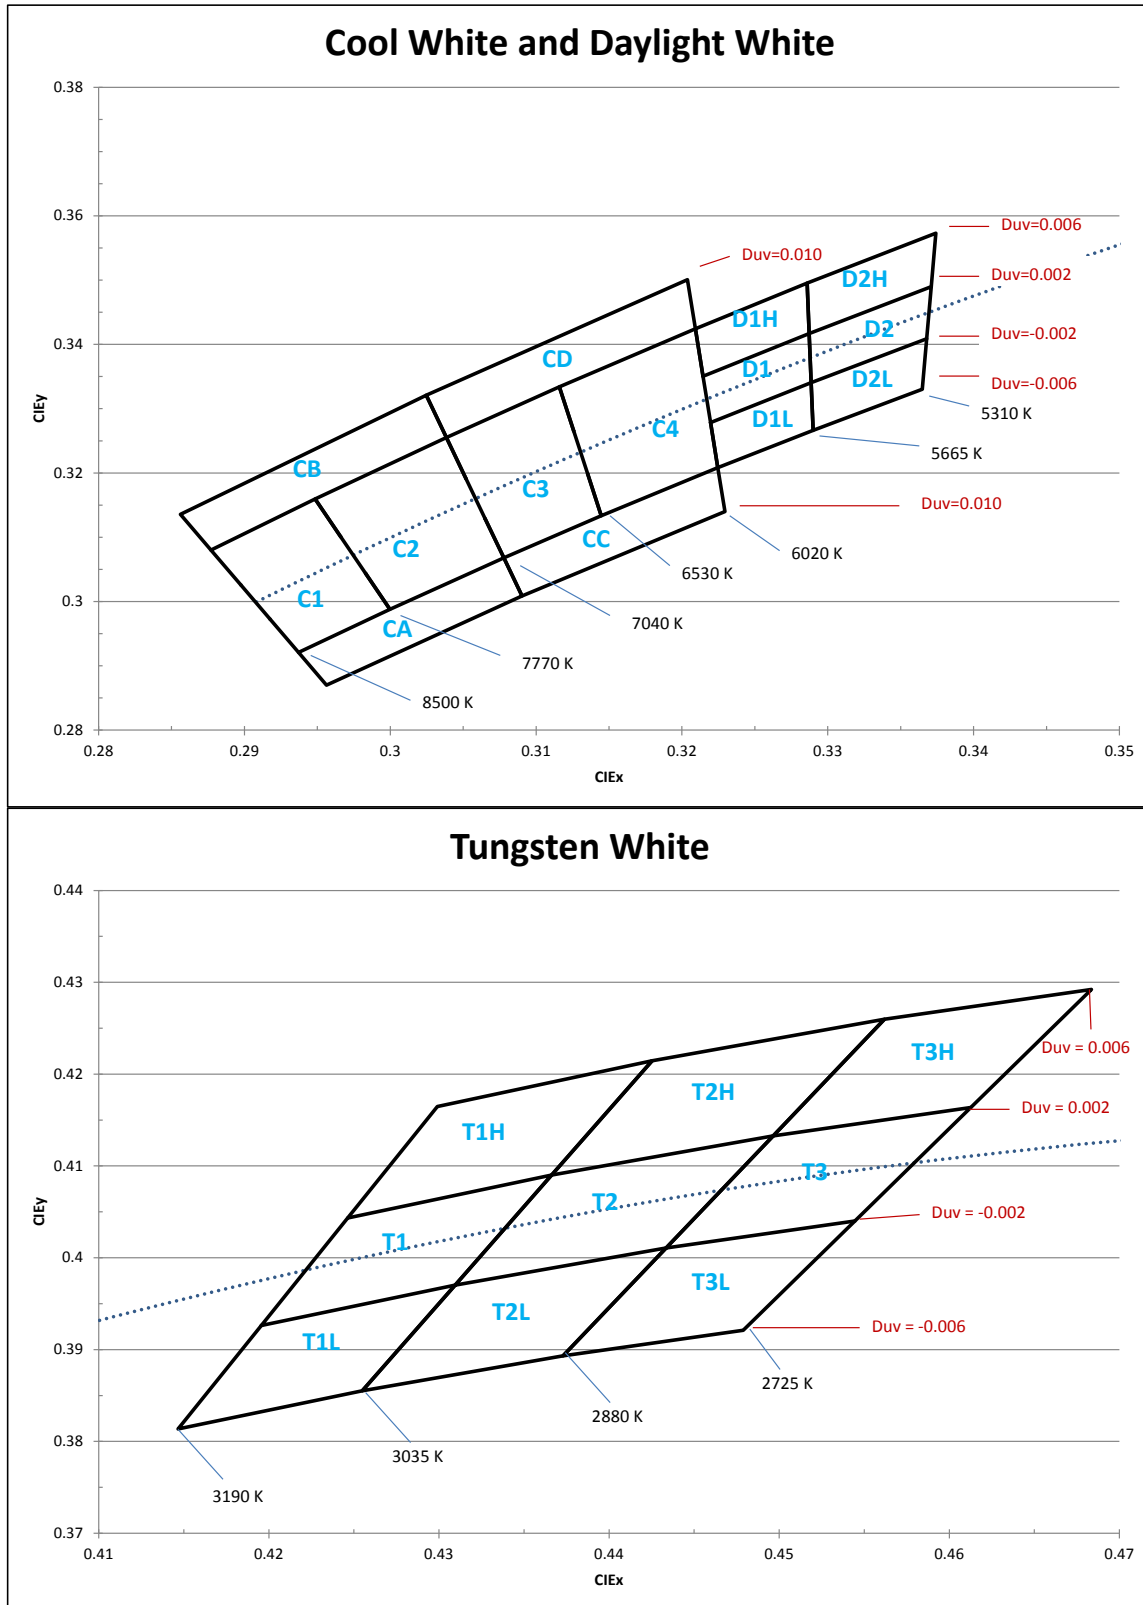 Cool White and Daylight White
0.38
0.36
0.34
0.32
0.3
0.28
CIEy
Duv=0.006
Duv=0.010
Duv=0.002
D2H
D1H
D2
Duv=-0.002
CD
D1
D2L
Duv=-0.006
5310 K
D1L
C4
5665 K
CB
C3
Duv=0.010
CC
6020 K
C2
6530 K
C1
7040 K
CA
7770 K
8500 K
0.28 0.29 0.3 0.31 0.32 0.33 0.34 0.35
CIEx
Tungsten White
0.44
0.43
0.42
0.41
0.4
0.39
0.38
0.37
CIEy
T3H
Duv = 0.006
T2H
Duv = 0.002
T1H
T3
T2
Duv = -0.002
T1
T3L
T2L
Duv = -0.006
T1L
2725 K
2880 K
3035 K
3190 K
0.41 0.42 0.43 0.44 0.45 0.46 0.47
CIEx